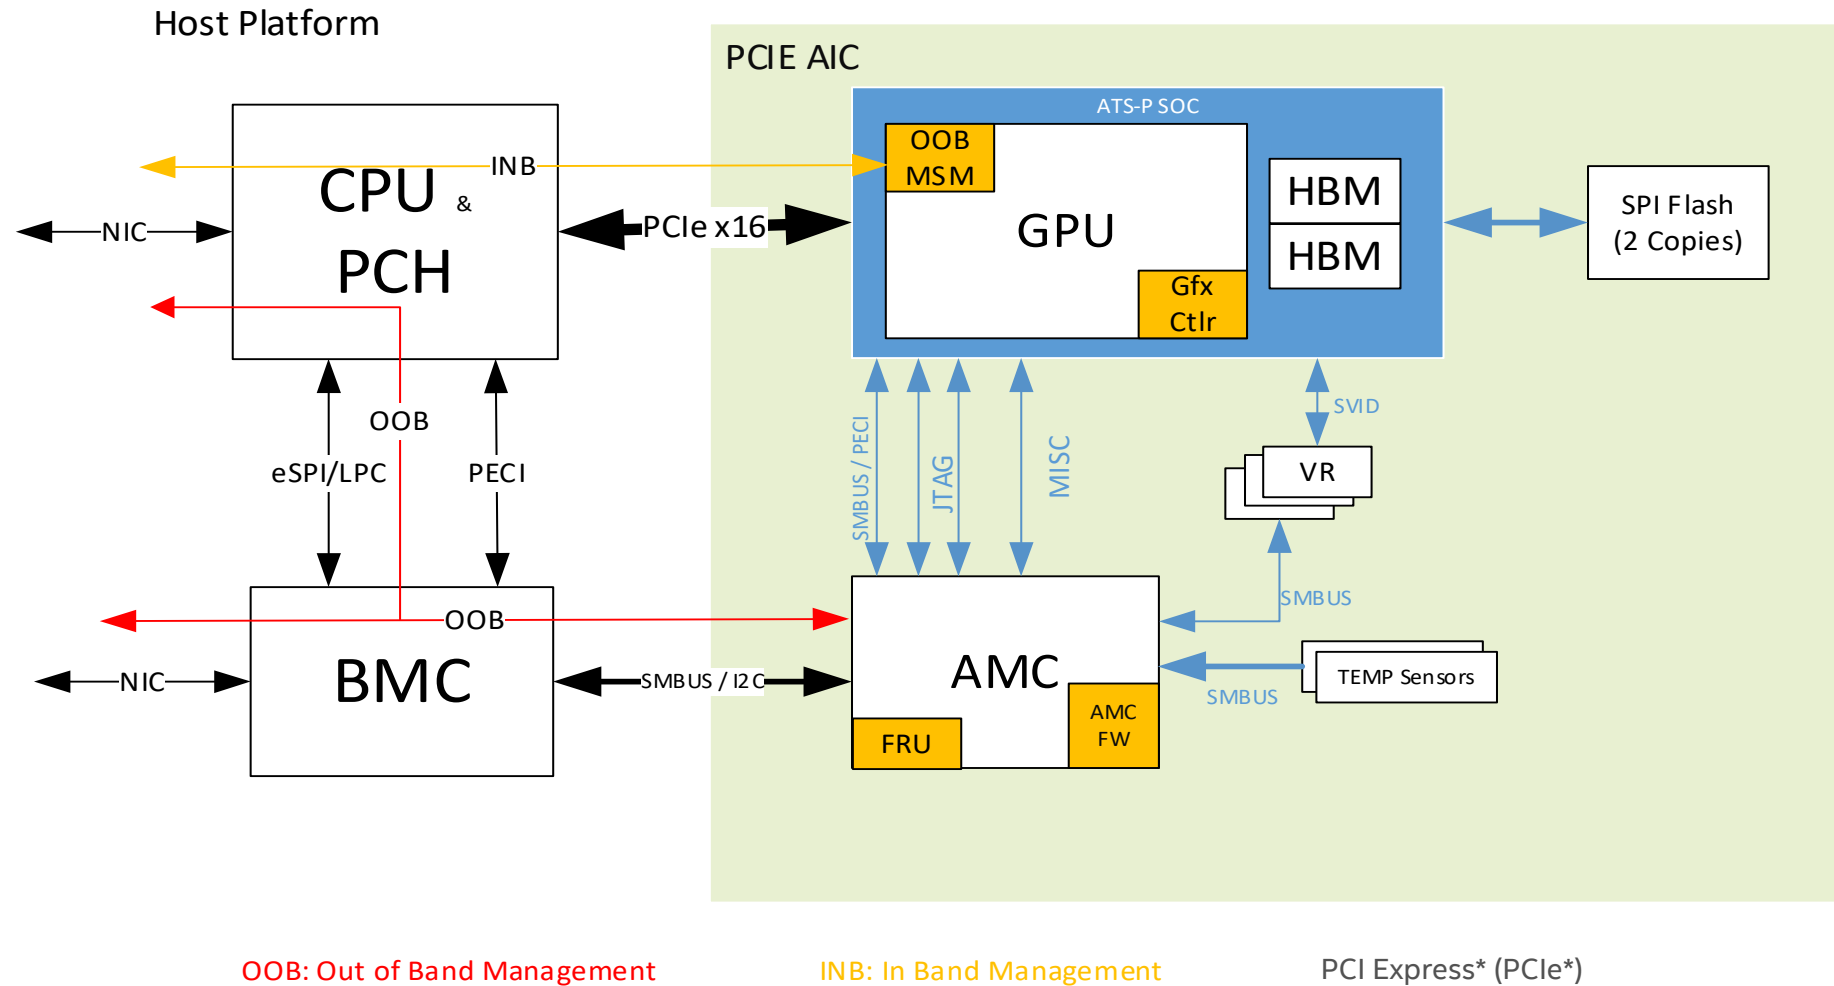 Host Platform
PCIE AIC
ATS-P SOC
OOB
MSM
GPU
Gfx
Ctlr
HBM
HBM
SPI Flash
(2 Copies)
INB
CPU &
PCH
NIC
PCIe x16
OOB
eSPI/LPC
PECI
SMBUS / PECI
JTAG
MISC
SVID
VR
SMBUS
OOB
BMC
NIC
SMBUS / I2C
AMC
FRU
AMC
FW
SMBUS
TEMP Sensors
OOB: Out of Band Management
INB: In Band Management
PCI Express* (PCIe*)